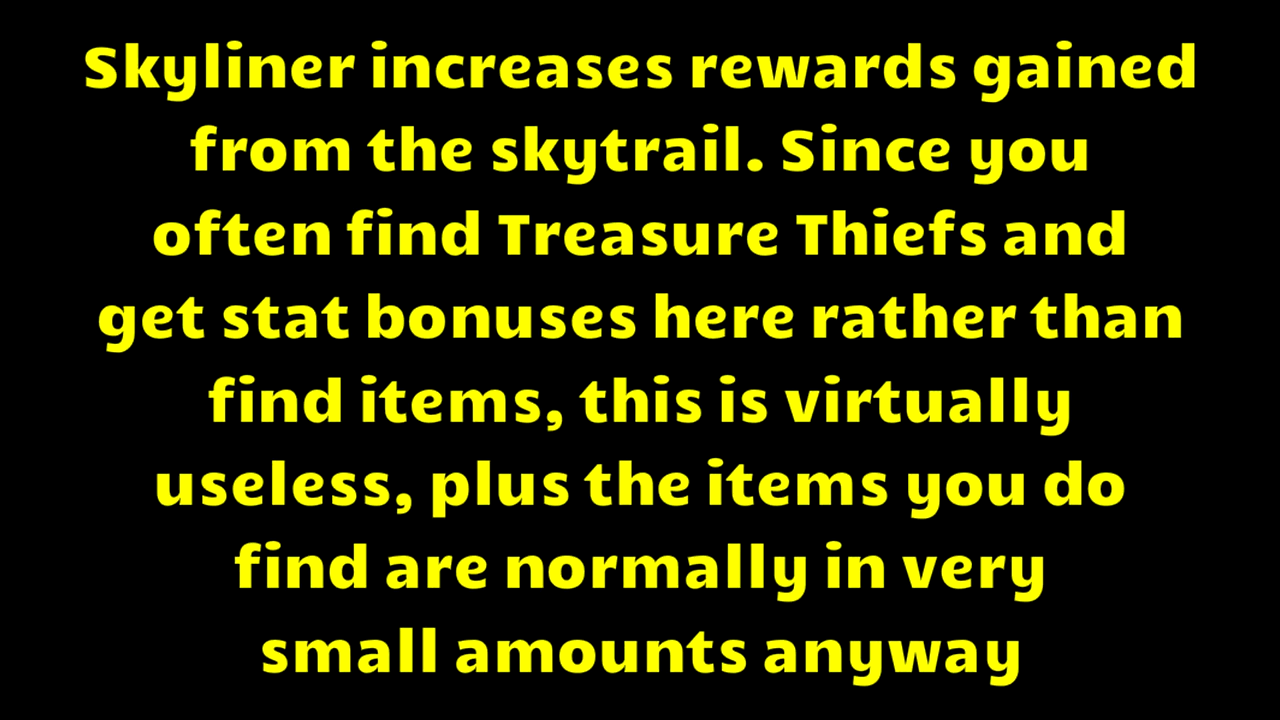 Skyliner increases rewards gained
from the skytrail. Since you
often find Treasure Thiefs and
get stat bonuses here rather than
find items, this is virtually
useless, plus the items you do
find are normally in very
small amounts anyway